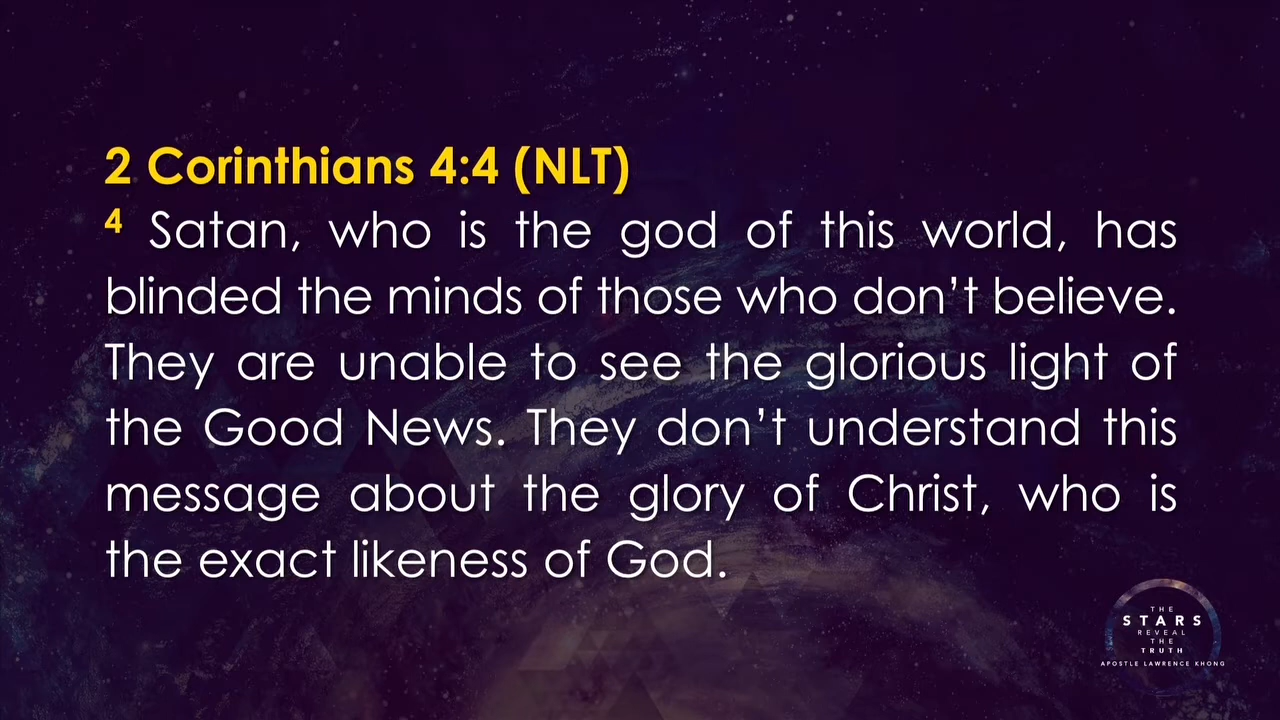 2 Corinthians 4:4 (NLT)
4 Satan, who is the god of this world, has
blinded the minds of those who don’t believe.
They are unable to see the glorious light of
the Good News. They don’t understand this
message about the glory of Christ, who is
the exact likeness of God.
THE
STARS
REVEAL
THE
TRUTH
APOSTLE LAWRENCE KHONG